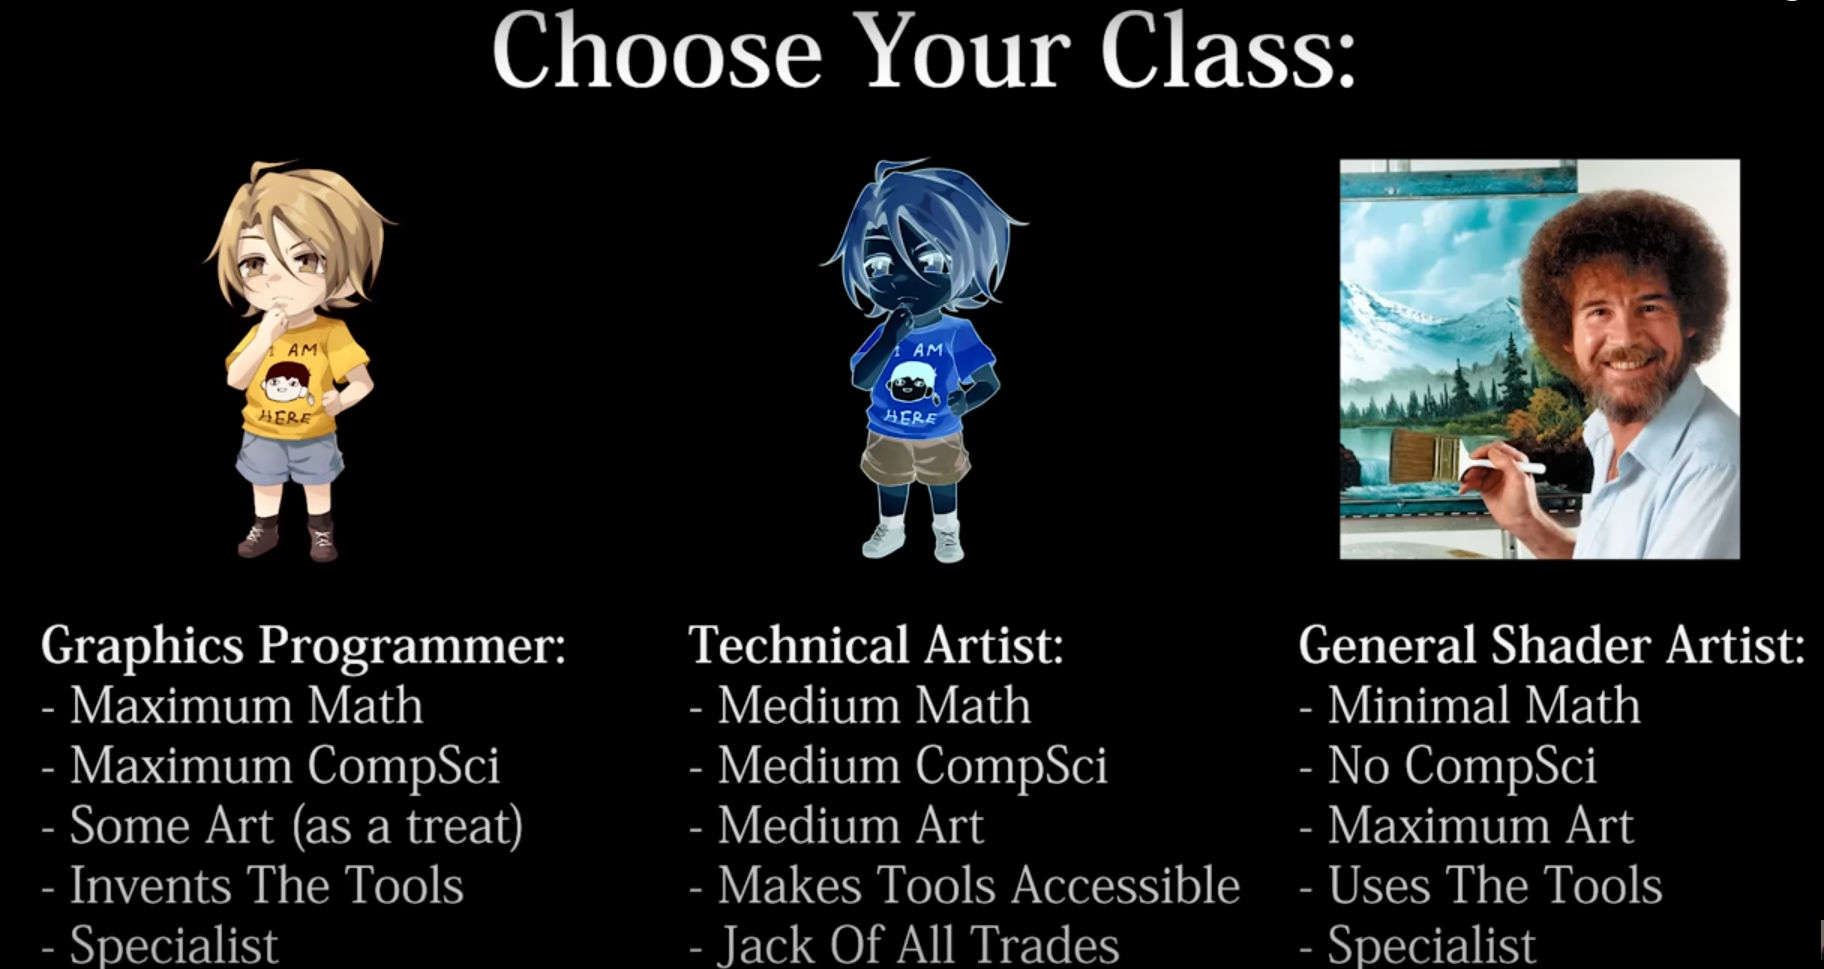 Choose Your Class:
I AM
HERE
I AM
HERE
Graphics Programmer:
- Maximum Math
- Maximum CompSci
- Some Art (as a treat)
- Invents The Tools
- Specialist
Technical Artist:
- Medium Math
- Medium CompSci
- Medium Art
- Makes Tools Accessible
- Jack Of All Trades
General Shader Artist:
- Minimal Math
- No CompSci
- Maximum Art
- Uses The Tools
- Specialist